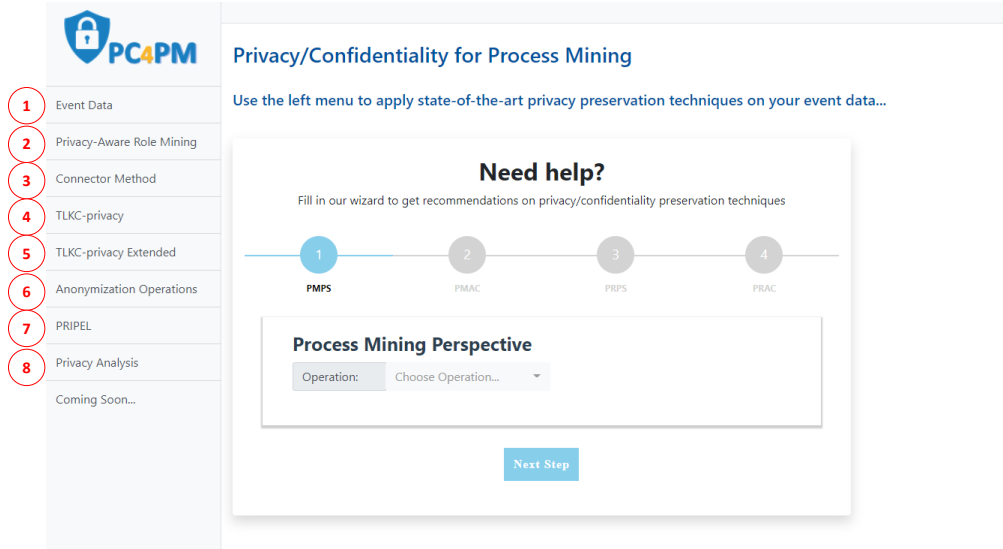 PC4PM
Privacy/Confidentiality for Process Mining
Use the left menu to apply state-of-the-art privacy preservation techniques on your event data...
1 Event Data
2 Privacy-Aware Role Mining
3 Connector Method
4 TLKC-privacy
5 TLKC-privacy Extended
6 Anonymization Operations
7 PRIPEL
8 Privacy Analysis
Coming Soon...
Need help?
Fill in our wizard to get recommendations on privacy/confidentiality preservation techniques
1 2 3 4
PMPS PMAC PRPS PRAC
Process Mining Perspective
Operation: Choose Operation...
Next Step